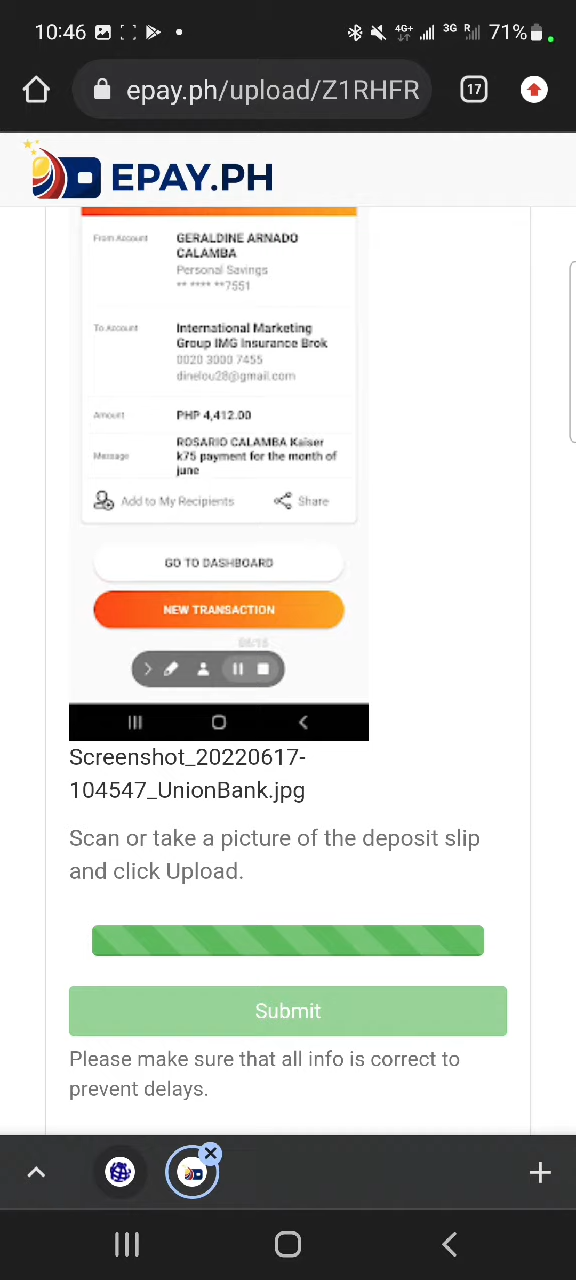 10:46
4G+
3G
R
71%
epay.ph/upload/Z1RHFR
17
EPAY.PH
From Account
GERALDINE ARNADO
CALAMBA
Personal Savings
** **** **7551
To Account
International Marketing
Group IMG Insurance Brok
0020 3000 7455
dinelou28@gmail.com
Amount
PHP 4,412.00
Message
ROSARIO CALAMBA Kaiser
k75 payment for the month of
june
Add to My Recipients
Share
GO TO DASHBOARD
NEW TRANSACTION
Screenshot_20220617-
104547_UnionBank.jpg
Scan or take a picture of the deposit slip
and click Upload.
Submit
Please make sure that all info is correct to
prevent delays.